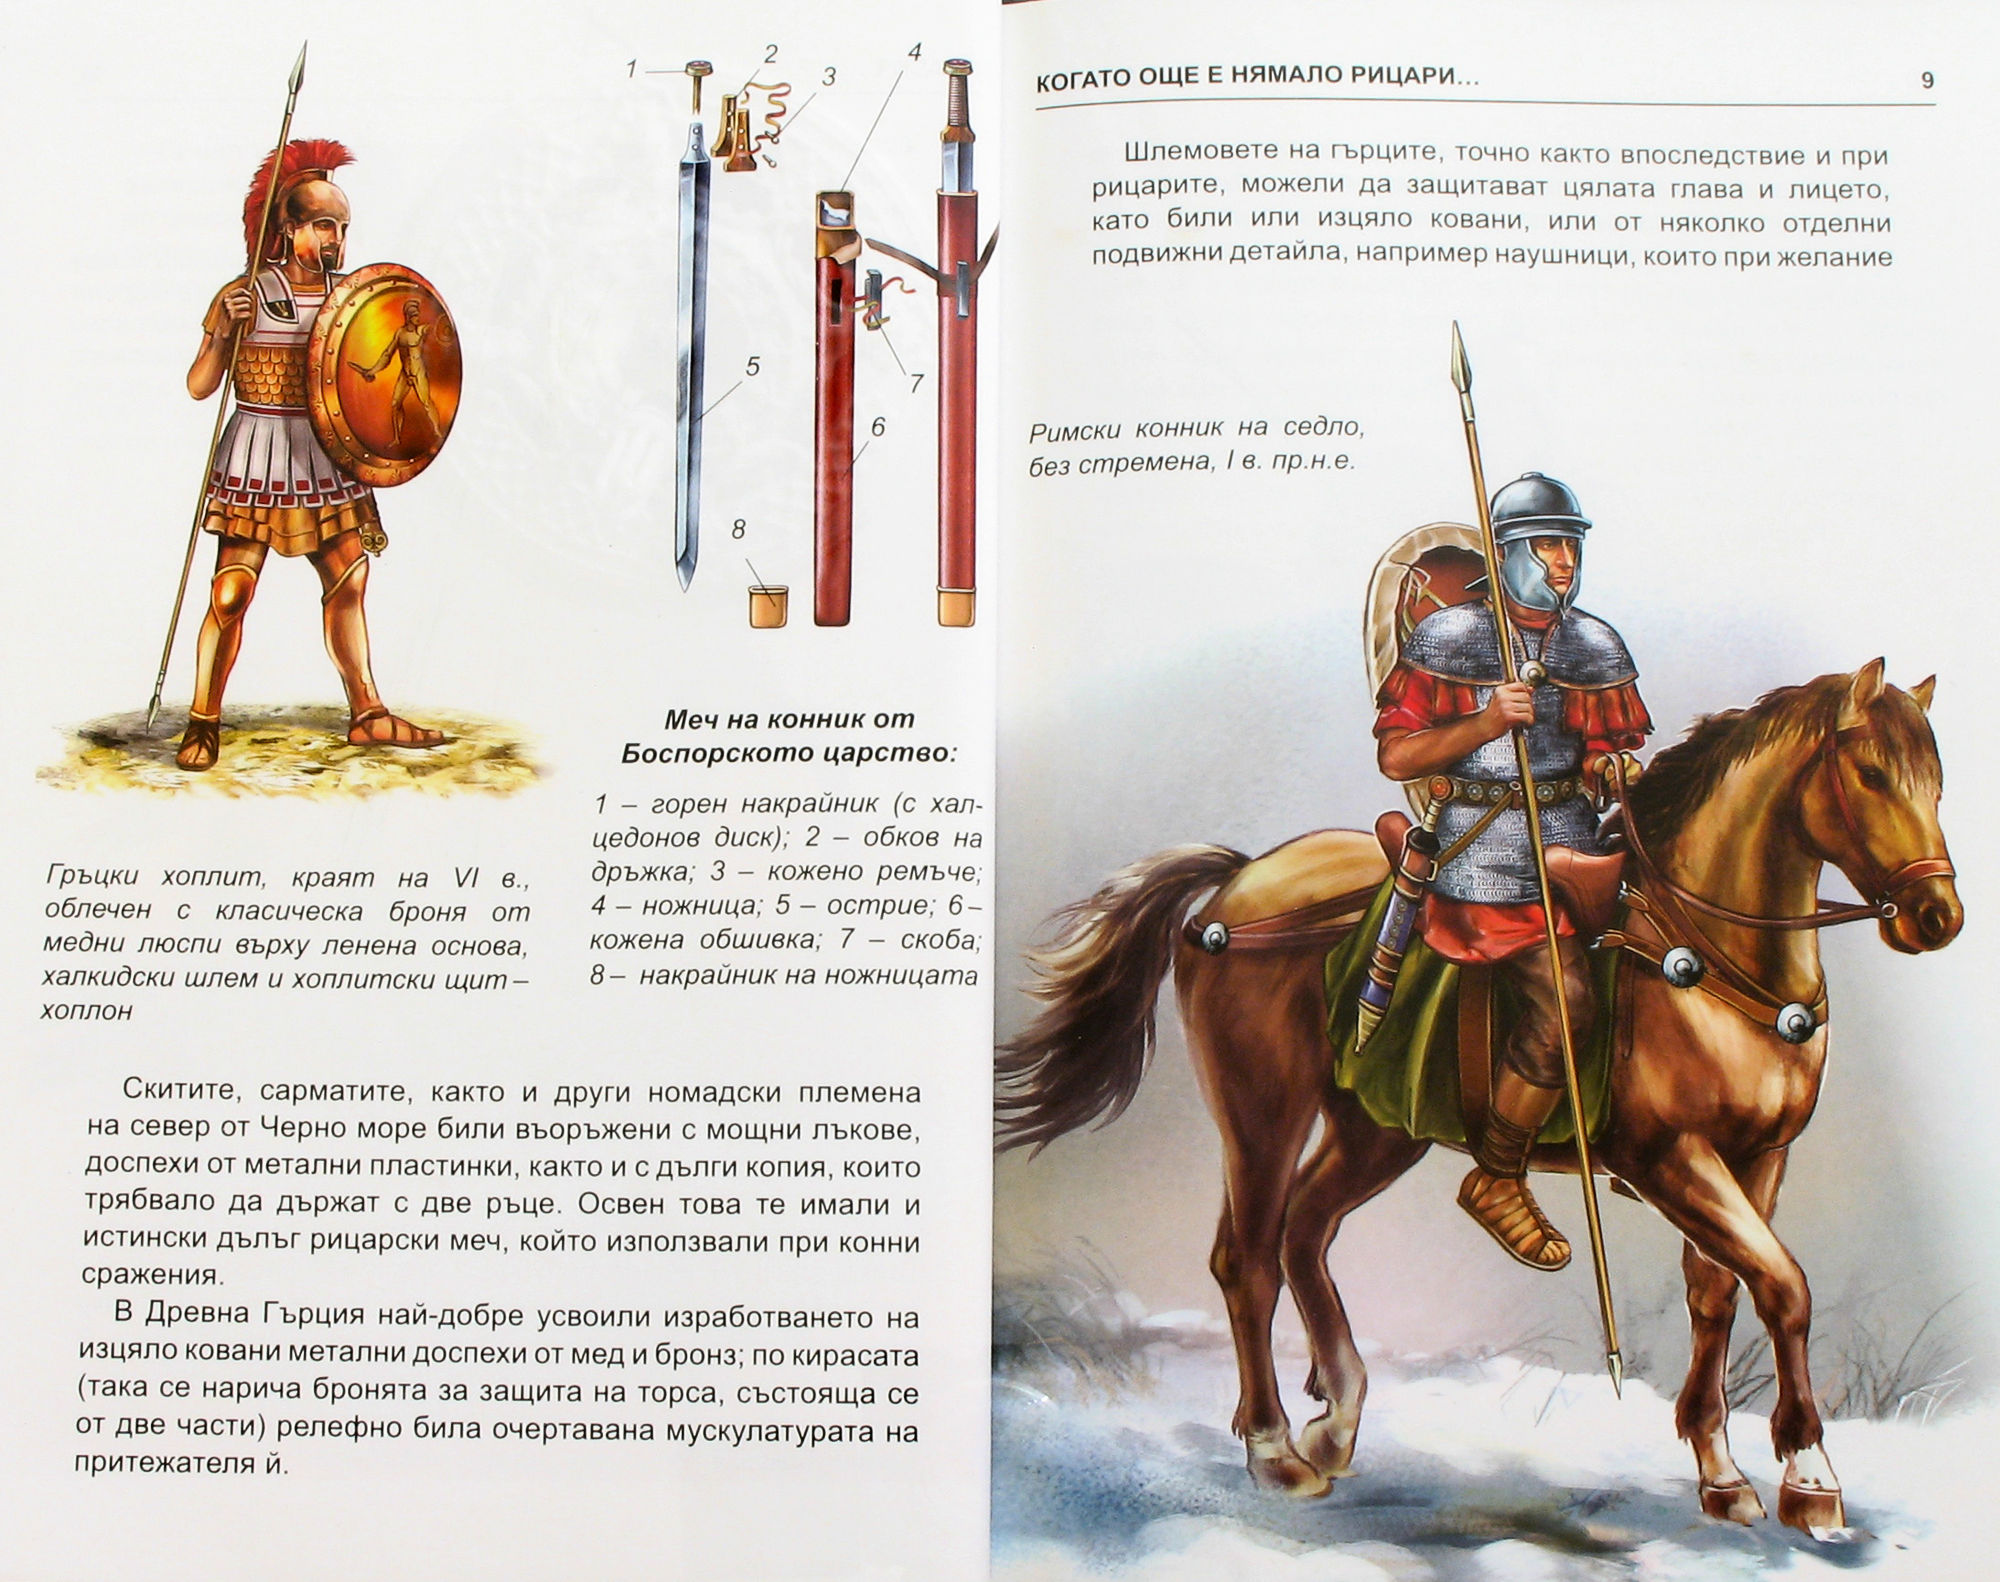 1
2
3
4
5
6
7
8
Меч на конник от
Боспорското царство:
1 – горен накрайник (с хал-
цедонов диск); 2 – обков на
дръжка; 3 – кожено ремъче;
4 – ножница; 5 – острие; 6 –
кожена обшивка; 7 – скоба;
8 – накрайник на ножницата
Гръцки хоплит, краят на VI в.,
облечен с класическа броня от
медни люспи върху ленена основа,
халкидски шлем и хоплитски щит –
хоплон
Скитите, сарматите, както и други номадски племена
на север от Черно море били въоръжени с мощни лъкове,
доспехи от метални пластинки, както и с дълги копия, които
трябвало да държат с две ръце. Освен това те имали и
истински дълъг рицарски меч, който използвали при конни
сражения.
В Древна Гърция най-добре усвоили изработването на
изцяло ковани метални доспехи от мед и бронз; по кирасата
(така се нарича бронята за защита на торса, състояща се
от две части) релефно била очертавана мускулатурата на
притежателя й.
КОГАТО ОЩЕ Е НЯМАЛО РИЦАРИ... 9
Шлемовете на гърците, точно както впоследствие и при
рицарите, можели да защитават цялата глава и лицето,
като били или изцяло ковани, или от няколко отделни
подвижни детайла, например наушници, които при желание
Римски конник на седло,
без стремена, I в. пр.н.е.